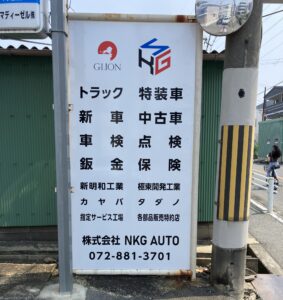 マディーゼル㈱
GIION
NKG
トラック 特装車
新車 中古車
車検 点検
鈑金 保険
新明和工業 極東開発工業
カヤバ タダノ
指定サービス工場 各部品販売特約店
株式会社 NKG AUTO
072-881-3701